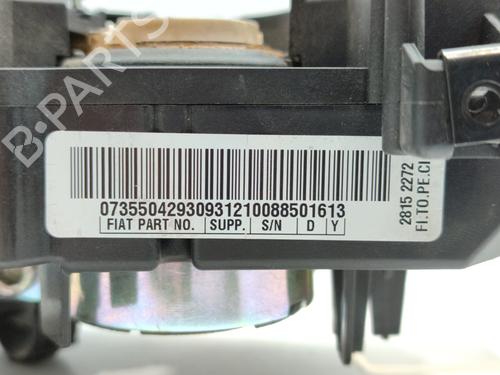 07355042930931210088501613
FIAT PART NO. SUPP. S/N D Y
2815 2272
FI.TO.PE.CI
B-PARTS